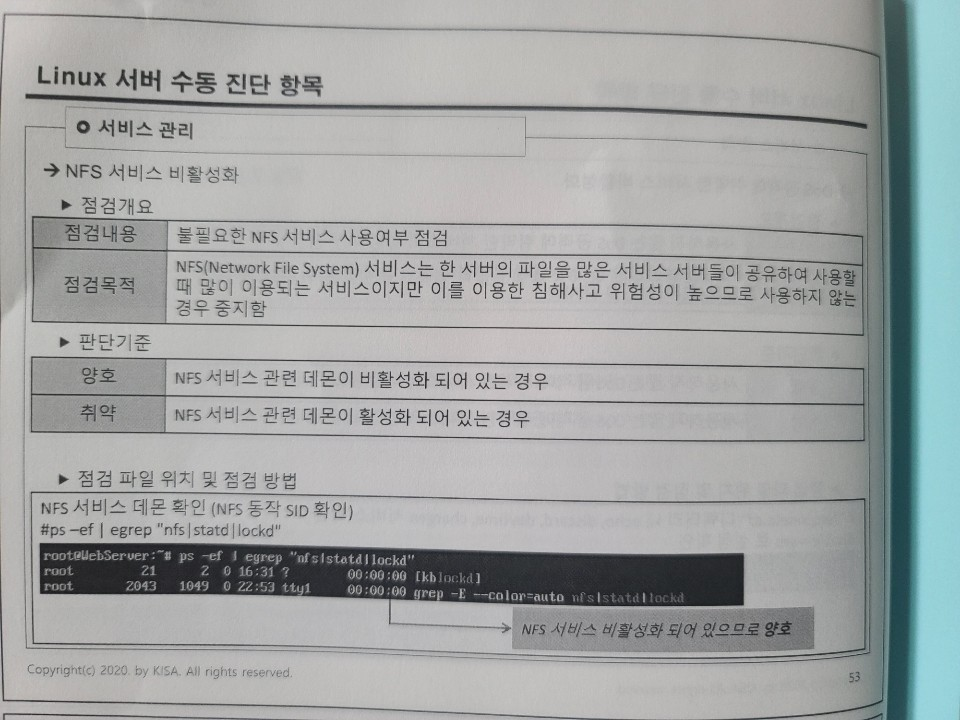 Linux 서버 수동 진단 항목
서비스 관리
→ NFS 서비스 비활성화
▶ 점검개요
점검내용 불필요한 NFS 서비스 사용여부 점검
점검목적 NFS(Network File System) 서비스는 한 서버의 파일을 많은 서비스 서버들이 공유하여 사용할
때 많이 이용되는 서비스이지만 이를 이용한 침해사고 위험성이 높으므로 사용하지 않는
경우 중지함
▶ 판단기준
양호 NFS 서비스 관련 데몬이 비활성화 되어 있는 경우
취약 NFS 서비스 관련 데몬이 활성화 되어 있는 경우
▶ 점검 파일 위치 및 점검 방법
NFS 서비스 데몬 확인 (NFS 동작 SID 확인)
#ps –ef | egrep "nfs|statd|lockd"
root@WebServer:~# ps -ef | egrep "nfs|statd|lockd"
root 21 2 0 16:31 ? 00:00:00 [kblockd]
root 2043 1049 0 22:53 tty1 00:00:00 grep -E --color=auto nfs|statd|lockd
NFS 서비스 비활성화 되어 있으므로 양호
Copyright(c) 2020. by KISA. All rights reserved.
53